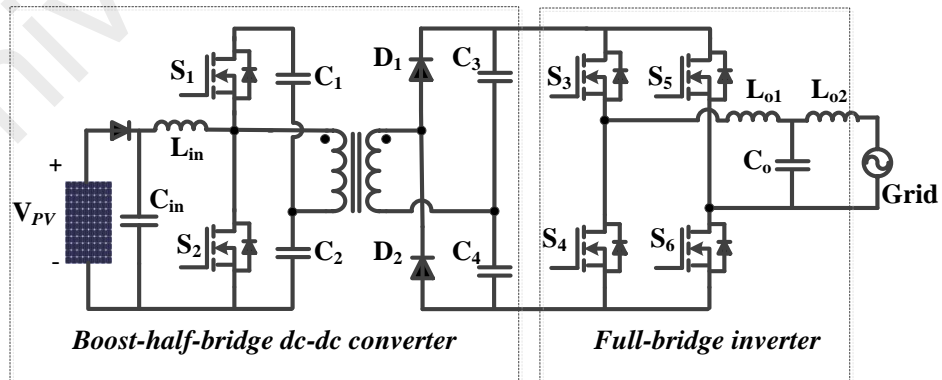 S1
C1
D1
C3
S3
S5
Lo1
Lo2
Lin
+
VPV
-
Cin
S2
C2
D2
C4
S4
S6
Co
Grid
Boost-half-bridge dc-dc converter
Full-bridge inverter